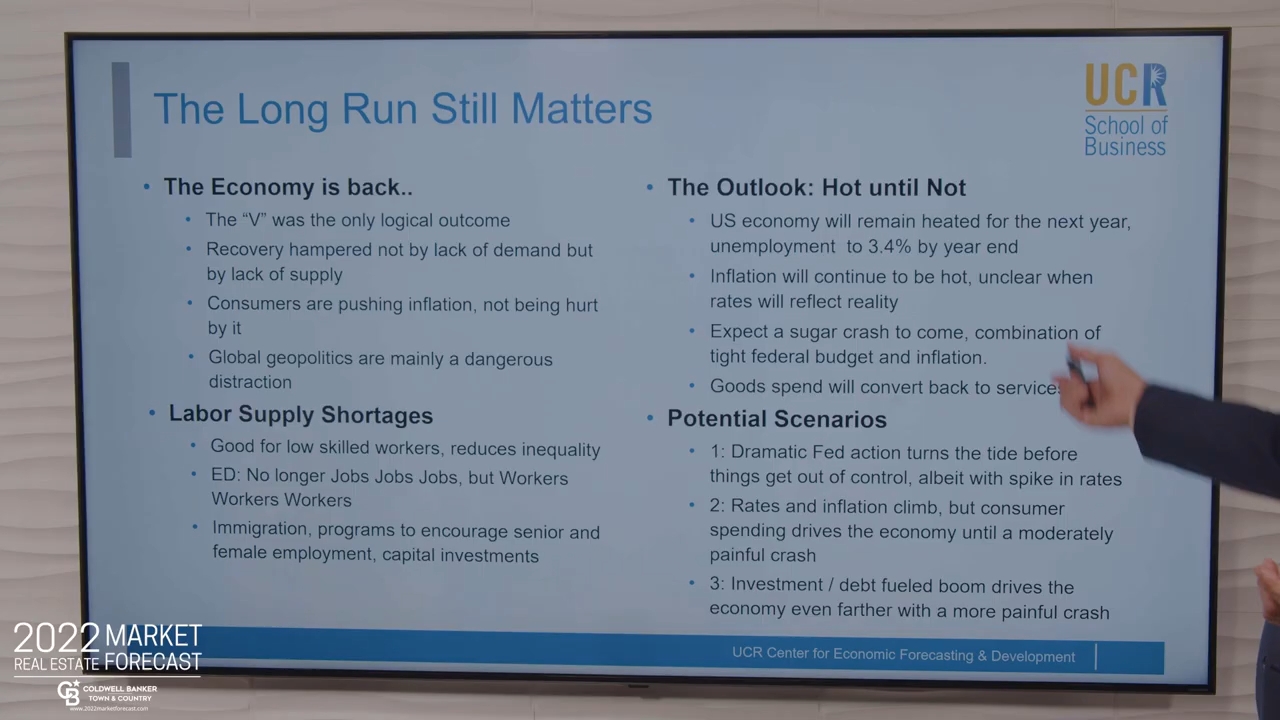 The Long Run Still Matters
UCR
School of
Business
• The Economy is back..
• The “V” was the only logical outcome
• Recovery hampered not by lack of demand but
by lack of supply
• Consumers are pushing inflation, not being hurt
by it
• Global geopolitics are mainly a dangerous
distraction
• Labor Supply Shortages
• Good for low skilled workers, reduces inequality
• ED: No longer Jobs Jobs Jobs, but Workers
Workers Workers
• Immigration, programs to encourage senior and
female employment, capital investments
• The Outlook: Hot until Not
• US economy will remain heated for the next year,
unemployment to 3.4% by year end
• Inflation will continue to be hot, unclear when
rates will reflect reality
• Expect a sugar crash to come, combination of
tight federal budget and inflation.
• Goods spend will convert back to services
• Potential Scenarios
• 1: Dramatic Fed action turns the tide before
things get out of control, albeit with spike in rates
• 2: Rates and inflation climb, but consumer
spending drives the economy until a moderately
painful crash
• 3: Investment / debt fueled boom drives the
economy even farther with a more painful crash
UCR Center for Economic Forecasting & Development
2022 MARKET
REAL ESTATE FORECAST
CB COLDWELL BANKER
TOWN & COUNTRY
www.2022marketforecast.com